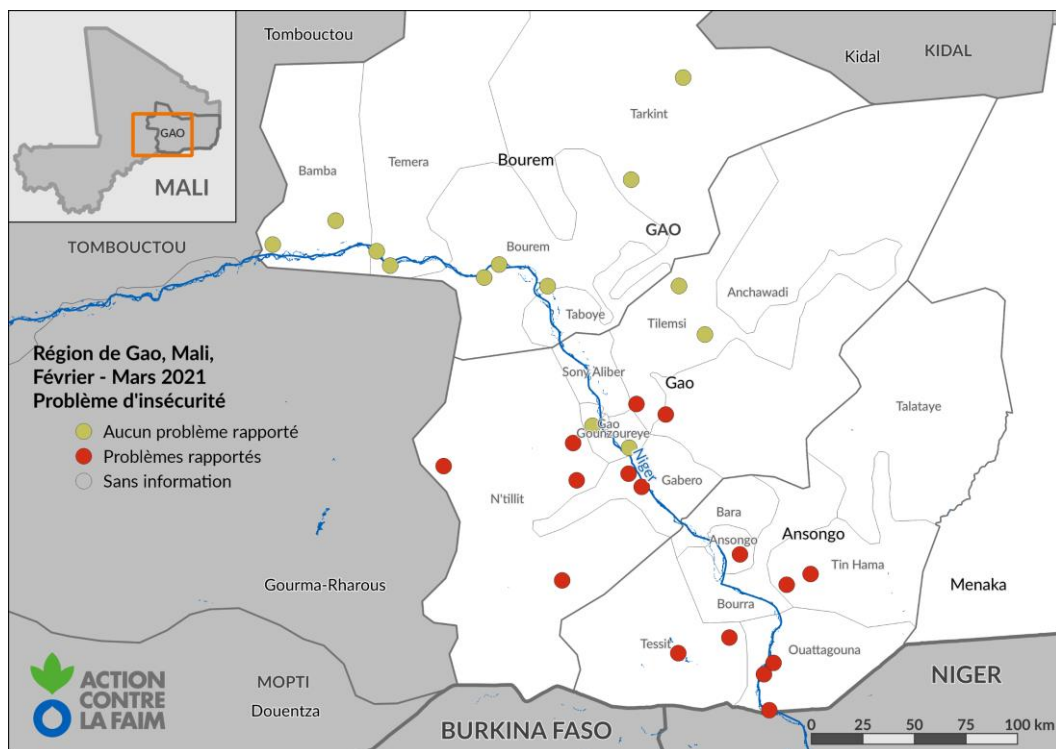 Tombouctou
Kidal
KIDAL
GAO
MALI
Tarkint
Bamba
Temera
Bourem
TOMBOUCTOU
GAO
Bourem
Anchawadi
Taboye
Tilemsi
Région de Gao, Mali,
Février - Mars 2021
Problème d'insécurité
Aucun problème rapporté
Problèmes rapportés
Sans information
Sony Aliber
Gao
Talataye
Gao
Gounzoureye
Niger
N'tillit
Gabero
Bara
Ansongo
Ansongo
Tin Hama
Gourma-Rharous
Menaka
Bourra
Tessit
Ouattagouna
ACTION
CONTRE
LA FAIM
MOPTI
Douentza
NIGER
BURKINA FASO
0 25 50 75 100 km